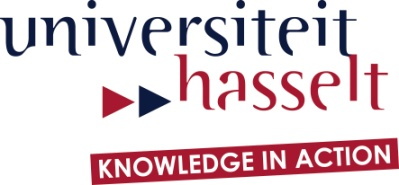 universiteit
hasselt
KNOWLEDGE IN ACTION